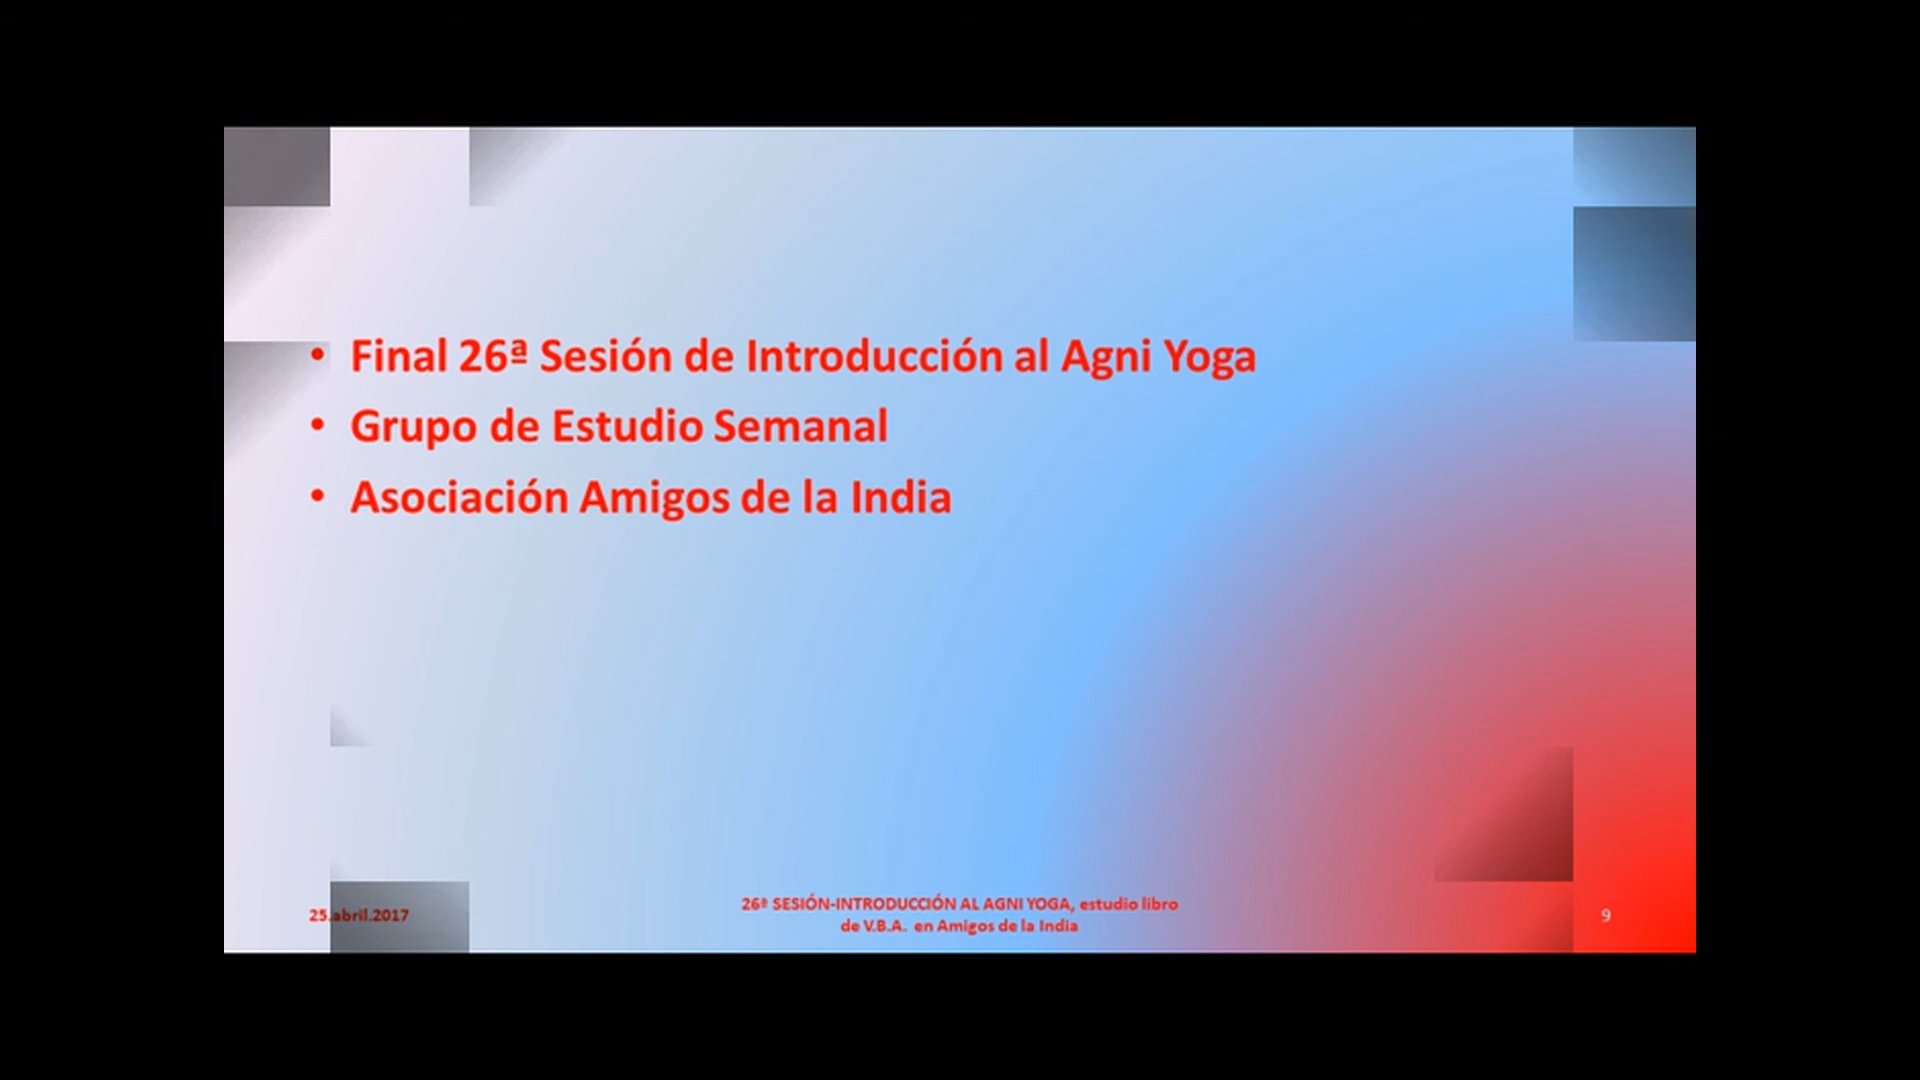 • Final 26ª Sesión de Introducción al Agni Yoga
• Grupo de Estudio Semanal
• Asociación Amigos de la India
25.abril.2017
26ª SESIÓN-INTRODUCCIÓN AL AGNI YOGA, estudio libro
de V.B.A. en Amigos de la India
9